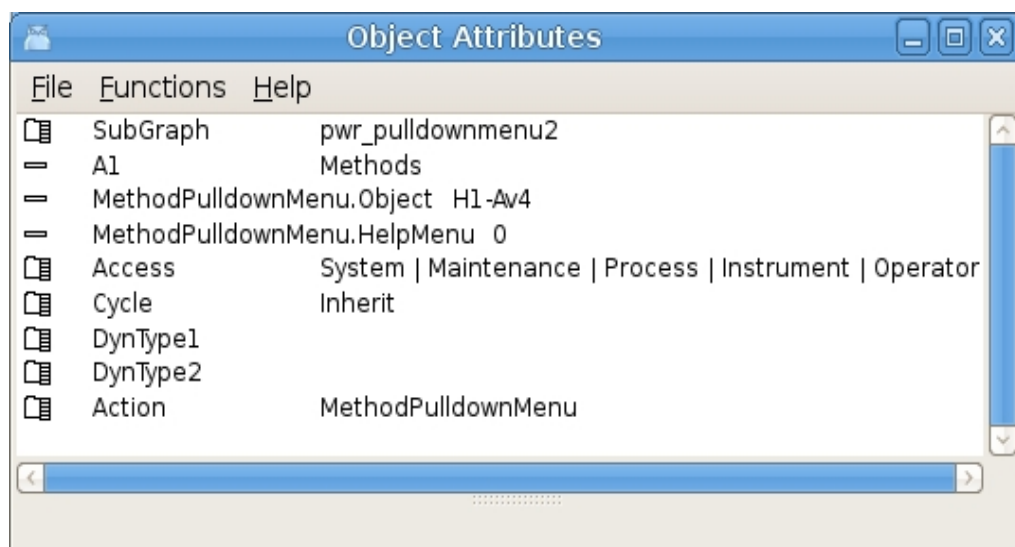 Object Attributes
File Functions Help
SubGraph pwr_pulldownmenu2
A1 Methods
MethodPulldownMenu.Object H1-Av4
MethodPulldownMenu.HelpMenu 0
Access System | Maintenance | Process | Instrument | Operator
Cycle Inherit
DynType1
DynType2
Action MethodPulldownMenu